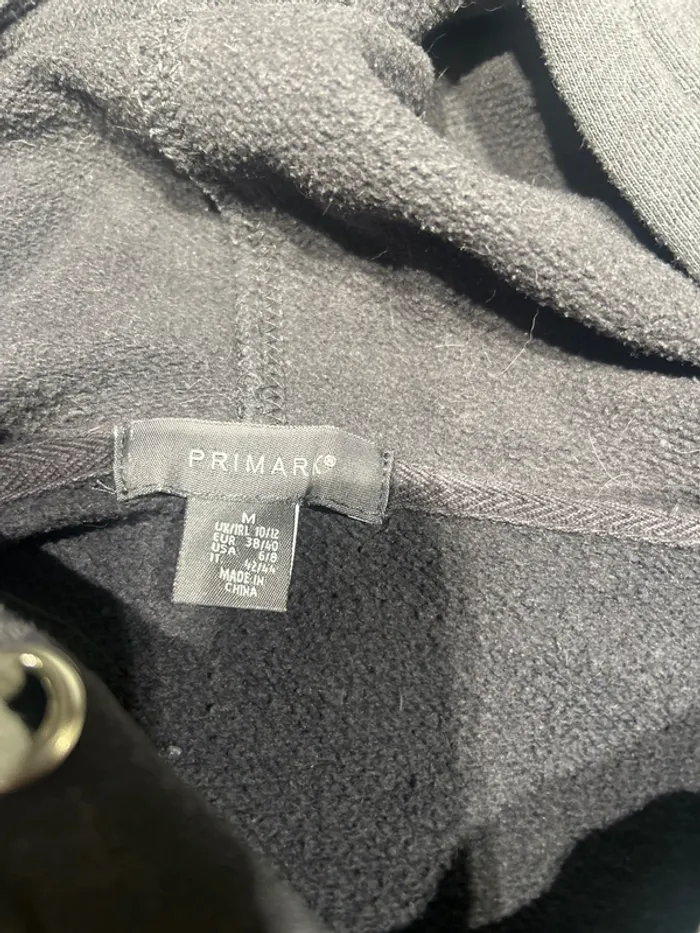 PRIMARK®
M
UK/IRL 10/12
EUR 38/40
USA 6/8
IT 42/44
MADE IN
CHINA